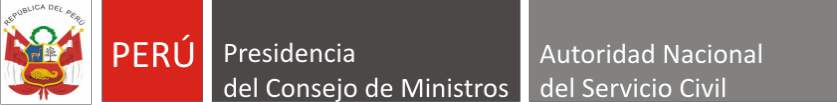 REPÚBLICA DEL PERÚ
PERÚ
Presidencia
del Consejo de Ministros
Autoridad Nacional
del Servicio Civil